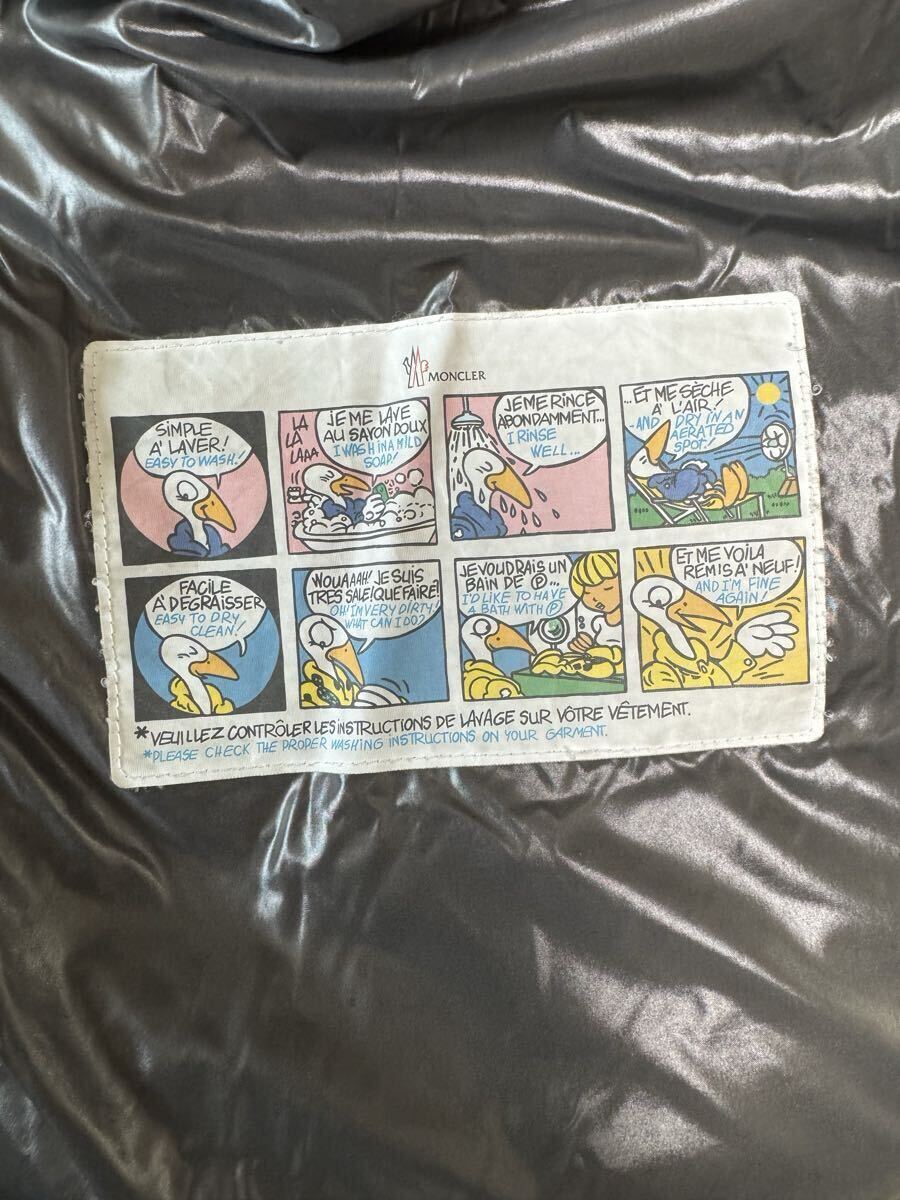 MONCLER
SIMPLE
A' LAVER!
EASY TO WASH!
LA
LA
LAAA
JE ME LAVE
AU SAVON DOUX
I WASH IN A MILD
SOAP!
JE ME RINCE
ABONDAMMENT...
I RINSE
WELL...
...ET ME SÈCHE
A' L'AIR!
-AND I DRY IN AN
AERATED
SPOT!
FACILE
A' DEGRAISSER
EASY TO DRY
CLEAN!
WOUAAAH! JE SUIS
TRES SALE! QUE FAIRE?
OH! I'M VERY DIRTY!
WHAT CAN I DO?
JE VOUDRAIS UN
BAIN DE Ⓟ...
I'D LIKE TO HAVE
A BATH WITH Ⓟ
ET ME VOILA
REMIS A' NEUF!
AND I'M FINE
AGAIN!
*VEUILLEZ CONTRÔLER LES INSTRUCTIONS DE LAVAGE SUR VÔTRE VÊTEMENT.
*PLEASE CHECK THE PROPER WASHING INSTRUCTIONS ON YOUR GARMENT.